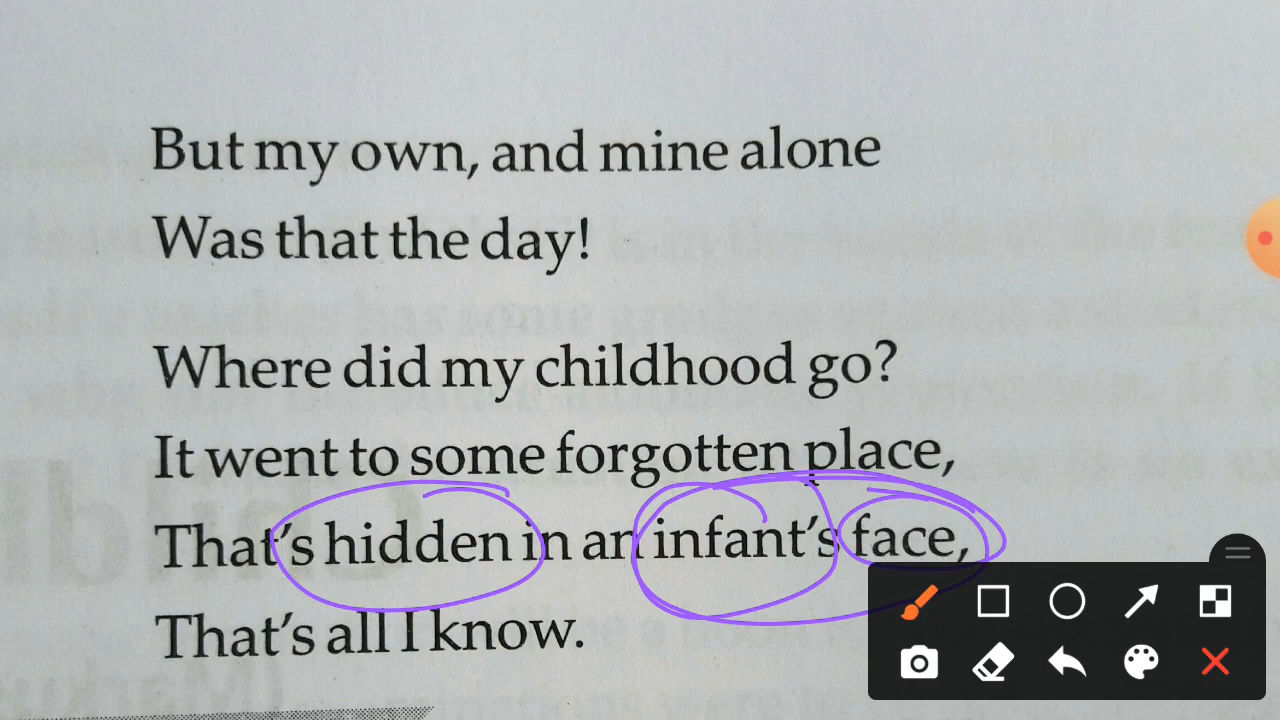 But my own, and mine alone
Was that the day!
Where did my childhood go?
It went to some forgotten place,
That's hidden in an infant's face,
That's all I know.